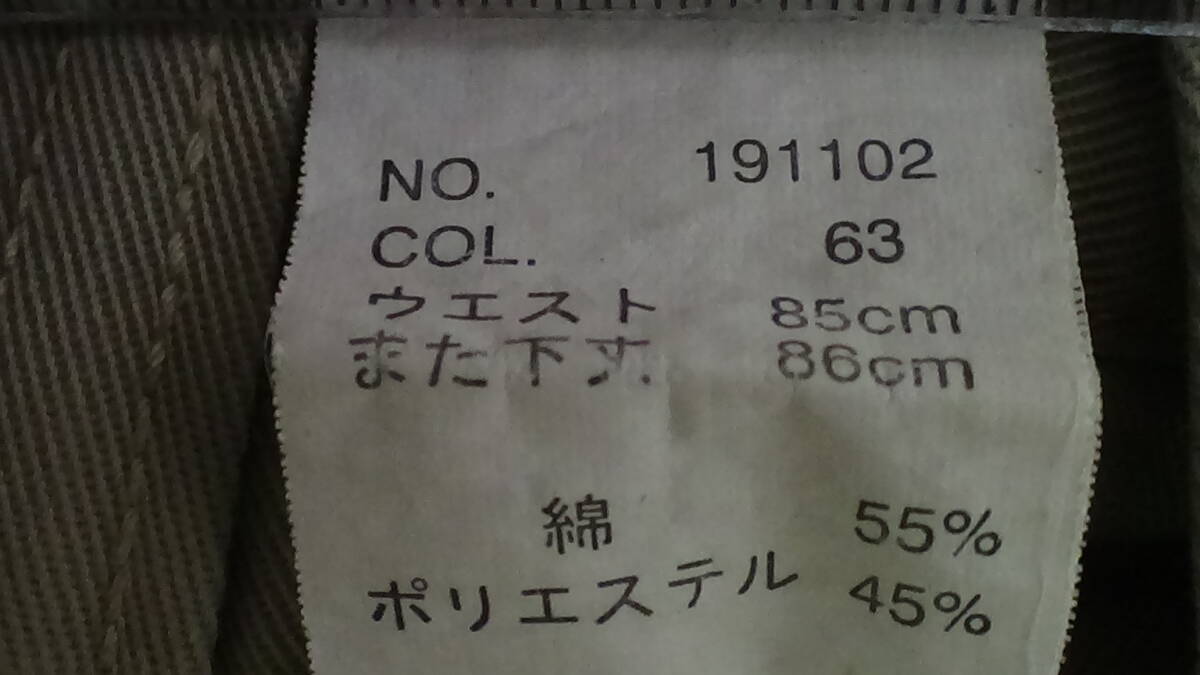 NO. 191102
COL. 63
ウエスト 85cm
また下丈 86cm
綿 55%
ポリエステル 45%